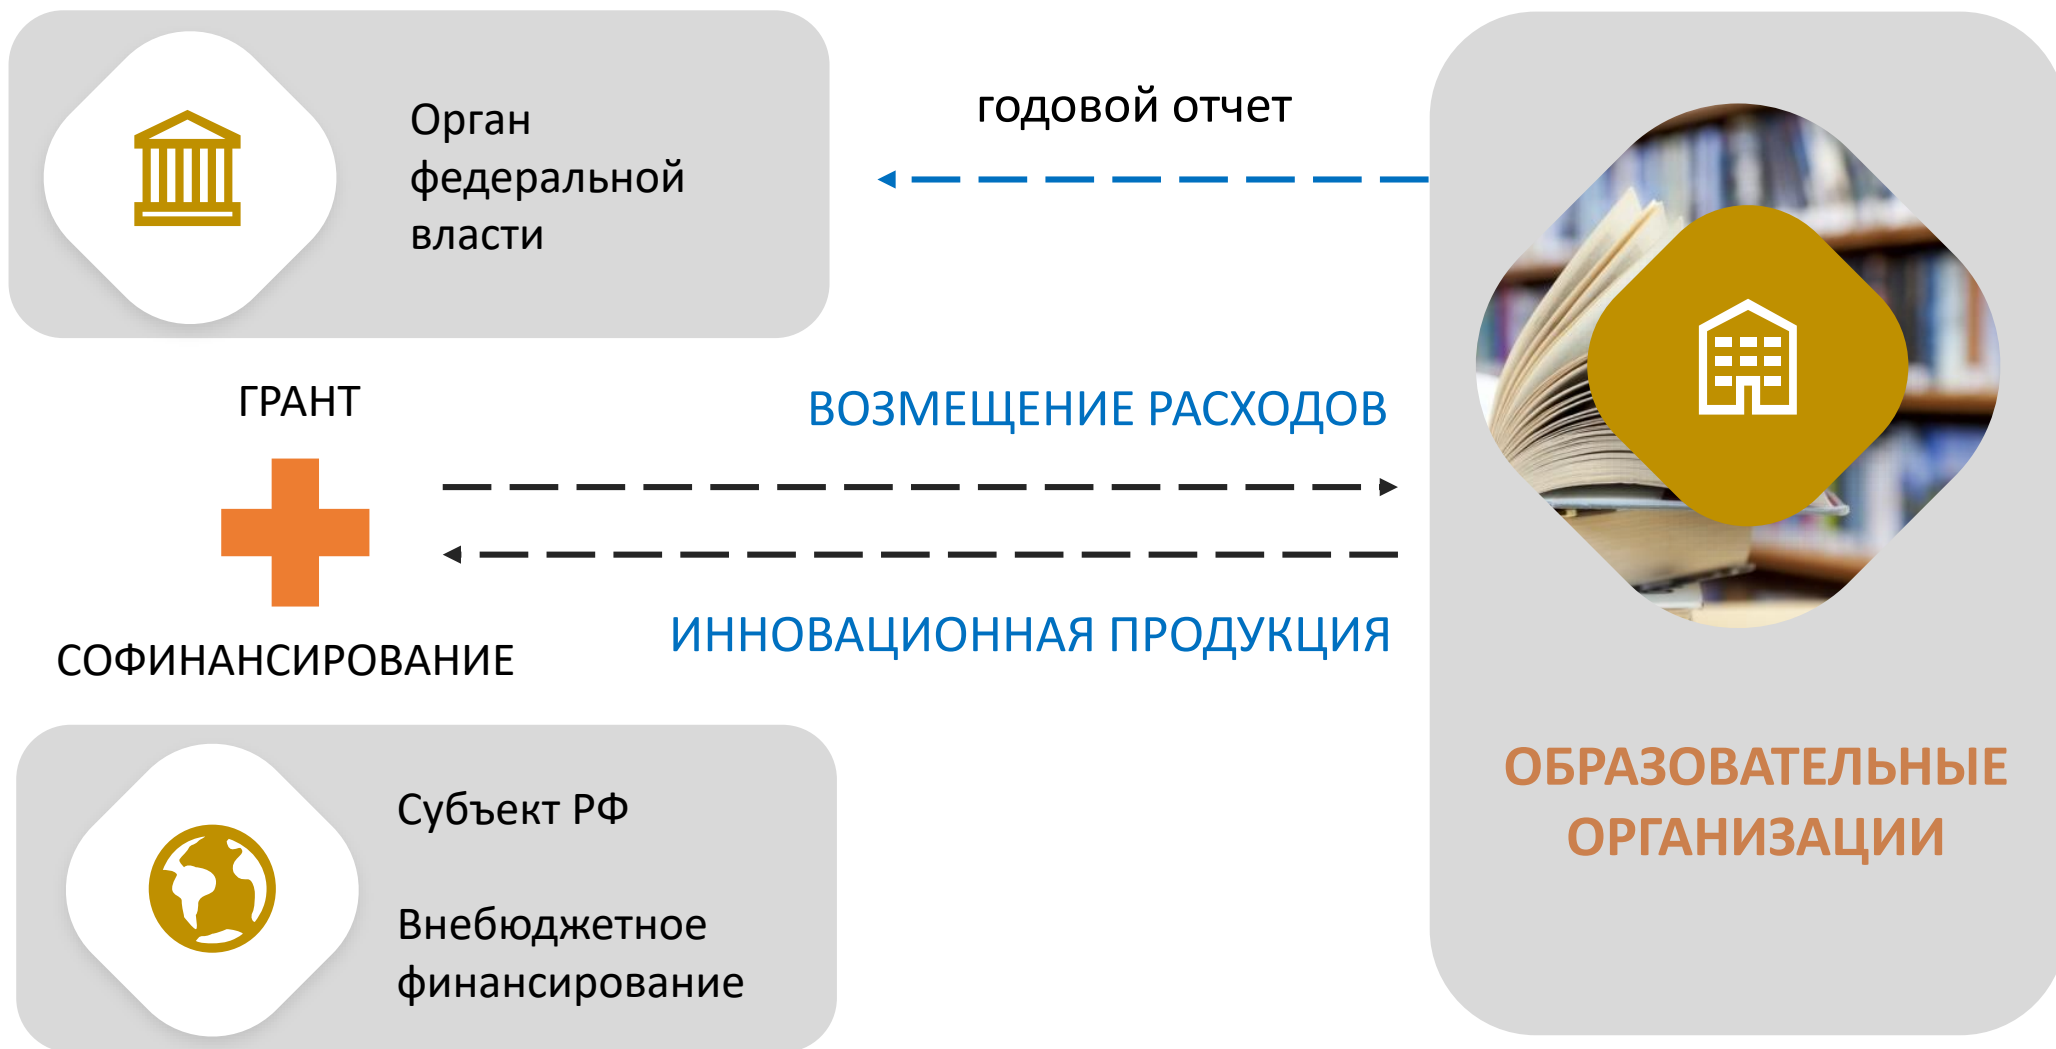 Орган
федеральной
власти
годовой отчет
ГРАНТ
ВОЗМЕЩЕНИЕ РАСХОДОВ
ИННОВАЦИОННАЯ ПРОДУКЦИЯ
СОФИНАНСИРОВАНИЕ
Субъект РФ
Внебюджетное
финансирование
ОБРАЗОВАТЕЛЬНЫЕ
ОРГАНИЗАЦИИ